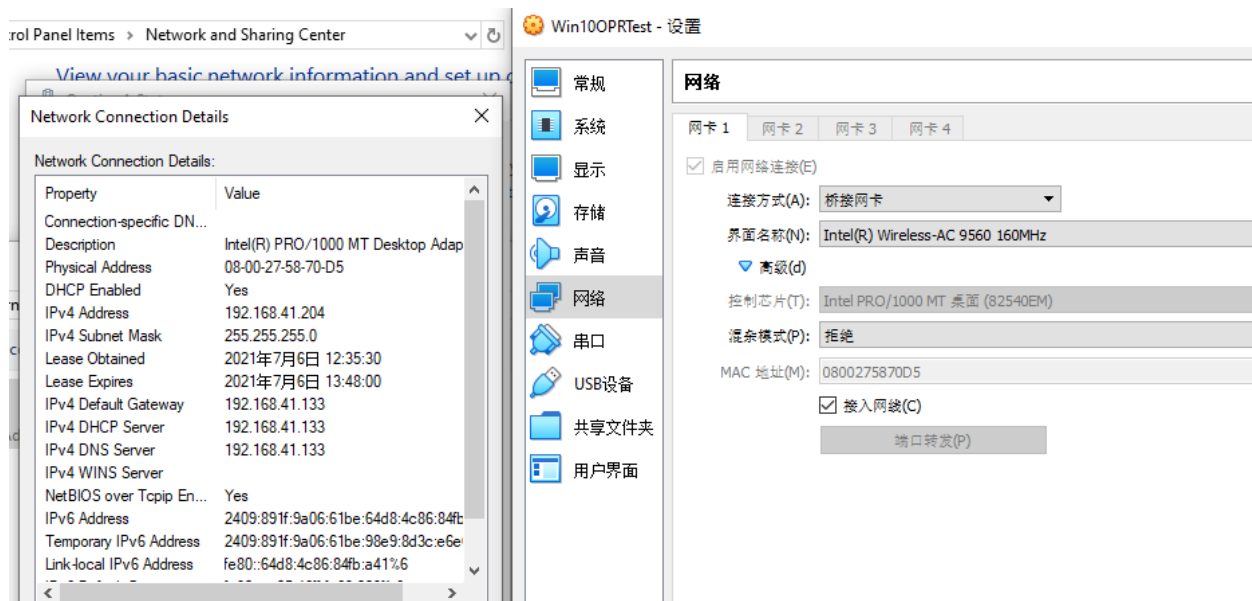 rol Panel Items > Network and Sharing Center
View your basic network information and set up
Network Connection Details
Network Connection Details:
Property Value
Connection-specific DN...
Description Intel(R) PRO/1000 MT Desktop Adap
Physical Address 08-00-27-58-70-D5
DHCP Enabled Yes
IPv4 Address 192.168.41.204
IPv4 Subnet Mask 255.255.255.0
Lease Obtained 2021年7月6日 12:35:30
Lease Expires 2021年7月6日 13:48:00
IPv4 Default Gateway 192.168.41.133
IPv4 DHCP Server 192.168.41.133
IPv4 DNS Server 192.168.41.133
IPv4 WINS Server
NetBIOS over Tcpip En... Yes
IPv6 Address 2409:891f:9a06:61be:64d8:4c86:84fb
Temporary IPv6 Address 2409:891f:9a06:61be:98e9:8d3c:e6e
Link-local IPv6 Address fe80::64d8:4c86:84fb:a41%6
Win10OPRTest - 设置
常规
系统
显示
存储
声音
网络
串口
USB设备
共享文件夹
用户界面
网络
网卡 1 网卡 2 网卡 3 网卡 4
启用网络连接(E)
连接方式(A): 桥接网卡
界面名称(N): Intel(R) Wireless-AC 9560 160MHz
高级(d)
控制芯片(T): Intel PRO/1000 MT 桌面 (82540EM)
混杂模式(P): 拒绝
MAC 地址(M): 0800275870D5
接入网线(C)
端口转发(P)